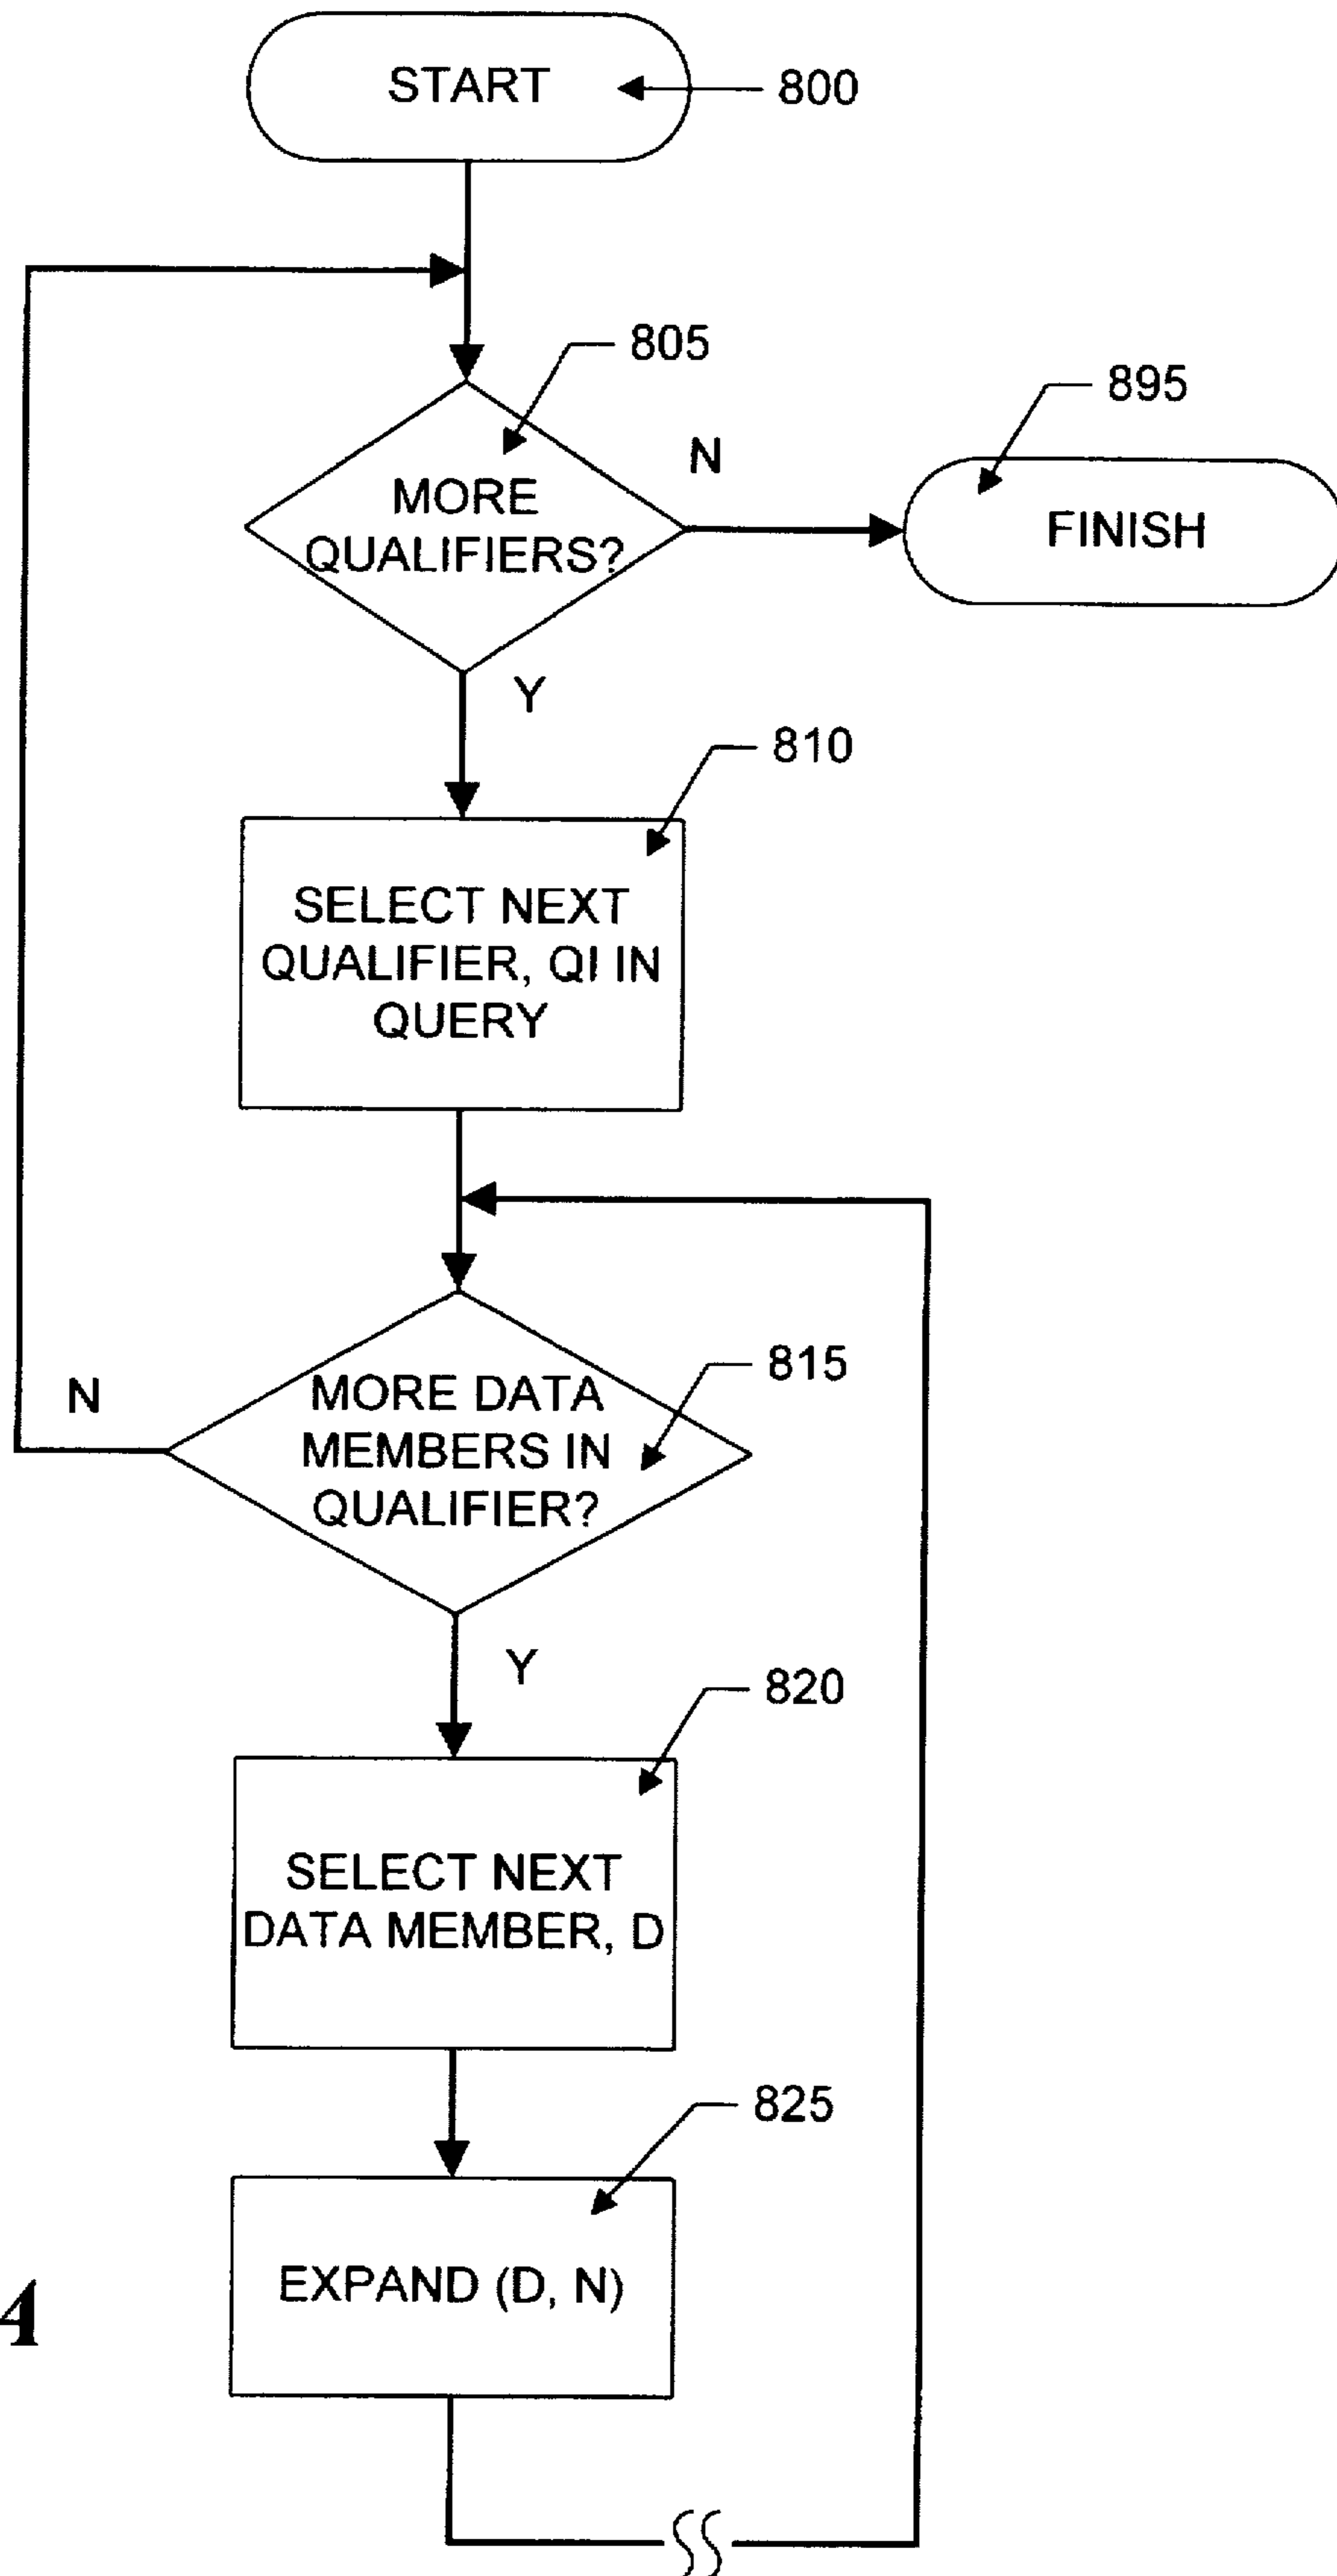 START
800
805
895
N
MORE
QUALIFIERS?
FINISH
Y
810
SELECT NEXT
QUALIFIER, QI IN
QUERY
815
N
MORE DATA
MEMBERS IN
QUALIFIER?
Y
820
SELECT NEXT
DATA MEMBER, D
825
EXPAND (D, N)
4